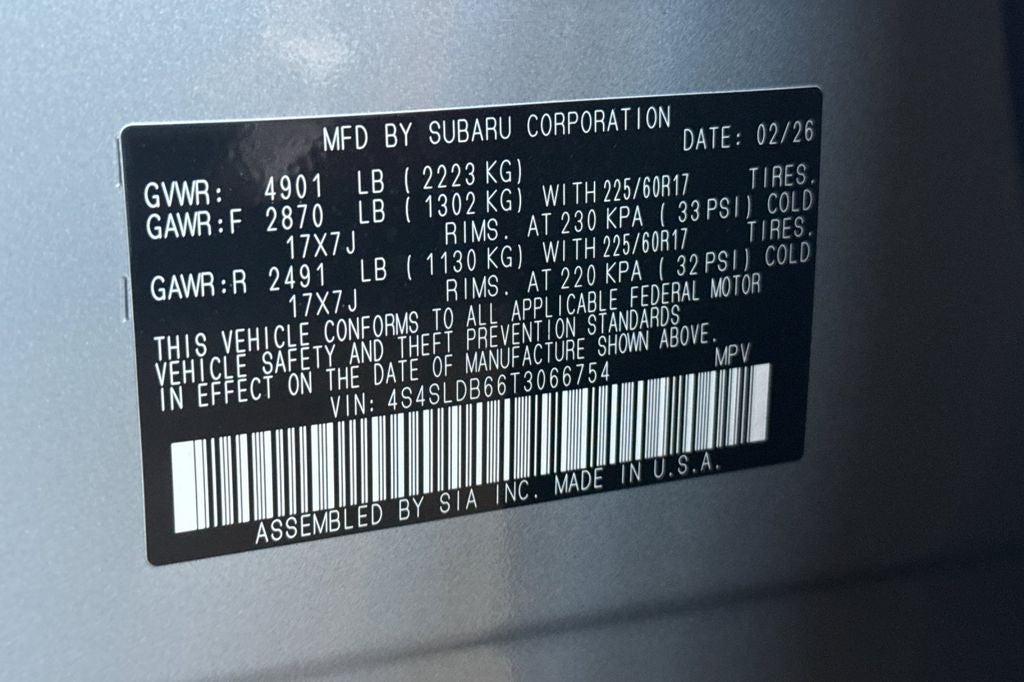 MFD BY SUBARU CORPORATION DATE: 02/26
GVWR: 4901 LB ( 2223 KG)
GAWR:F 2870 LB ( 1302 KG) WITH 225/60R17 TIRES.
17X7J RIMS. AT 230 KPA ( 33 PSI) COLD
GAWR:R 2491 LB ( 1130 KG) WITH 225/60R17 TIRES.
17X7J RIMS. AT 220 KPA ( 32 PSI) COLD
THIS VEHICLE CONFORMS TO ALL APPLICABLE FEDERAL MOTOR
VEHICLE SAFETY AND THEFT PREVENTION STANDARDS
IN EFFECT ON THE DATE OF MANUFACTURE SHOWN ABOVE.
VIN: 4S4SLDB66T3066754 MPV
ASSEMBLED BY SIA INC. MADE IN U.S.A.